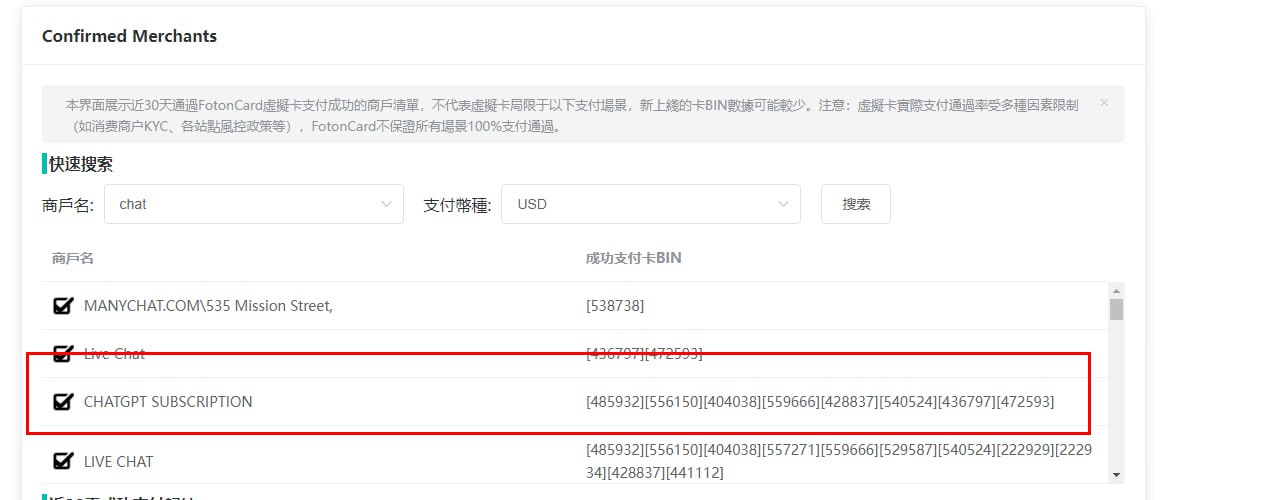 Confirmed Merchants
本界面展示近30天通過FotonCard虛擬卡支付成功的商戶清單，不代表虛擬卡局限于以下支付場景，新上綫的卡BIN數據可能較少。注意：虛擬卡實際支付通過率受多種因素限制
（如消费商户KYC、各站點風控政策等），FotonCard不保證所有場景100%支付通過。
快速搜索
商戶名: chat 支付幣種: USD 搜索
商戶名 成功支付卡BIN
MANYCHAT.COM\535 Mission Street, [538738]
Live Chat [436797][472593]
CHATGPT SUBSCRIPTION [485932][556150][404038][559666][428837][540524][436797][472593]
LIVE CHAT [485932][556150][404038][557271][559666][529587][540524][222929][2229
34][428837][441112]